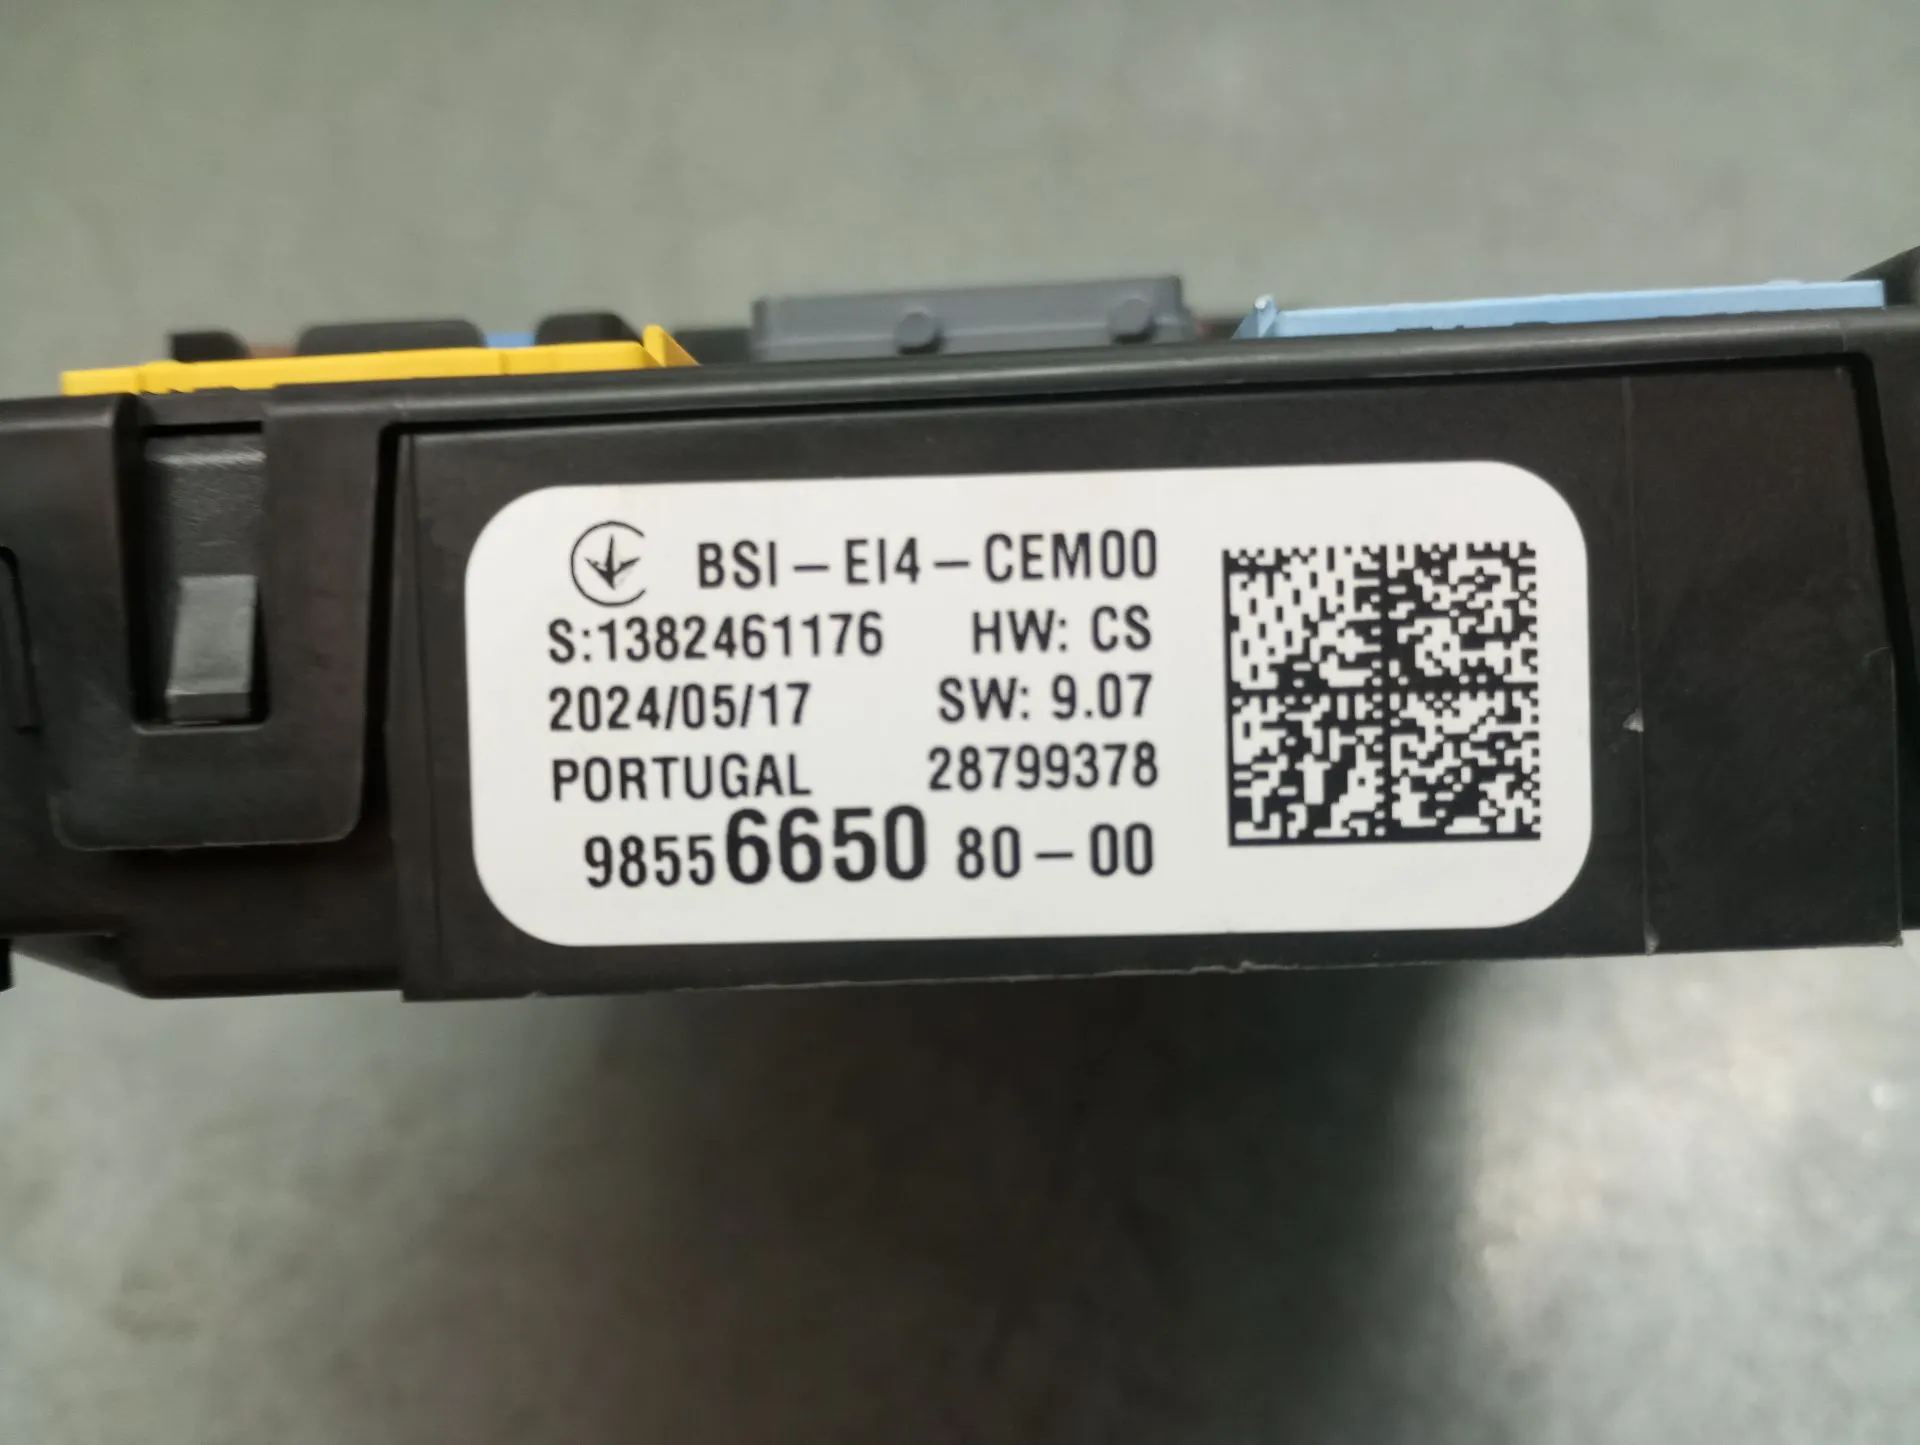 BSI-EI4-CEM00
S:1382461176 HW: CS
2024/05/17 SW: 9.07
PORTUGAL 28799378
98556650 80-00